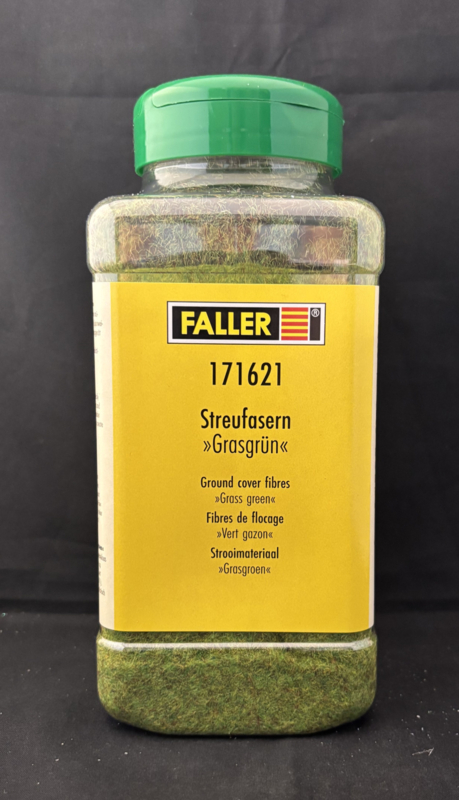 FALLER ®
171621
Streufasern
»Grasgrün«
Ground cover fibres
»Grass green«
Fibres de flocage
»Vert gazon«
Strooimateriaal
»Grasgroen«